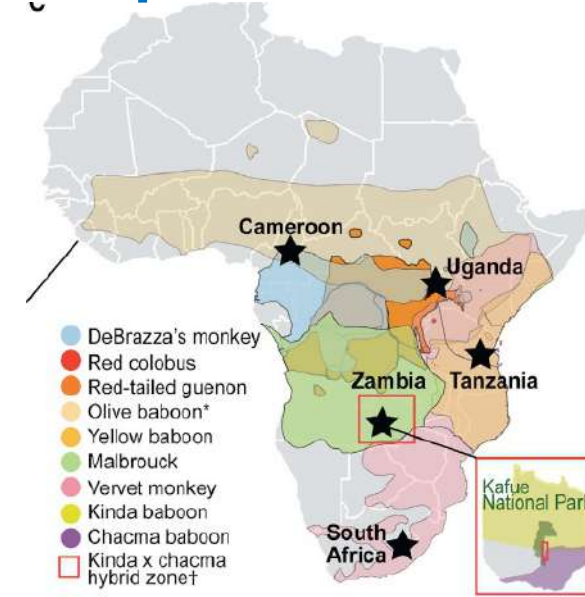 Cameroon
Uganda
DeBrazza's monkey
Red colobus
Red-tailed guenon
Olive baboon*
Yellow baboon
Malbrouck
Vervet monkey
Kinda baboon
Chacma baboon
Kinda x chacma
hybrid zone†
Zambia
Tanzania
South
Africa
Kafue
National Park